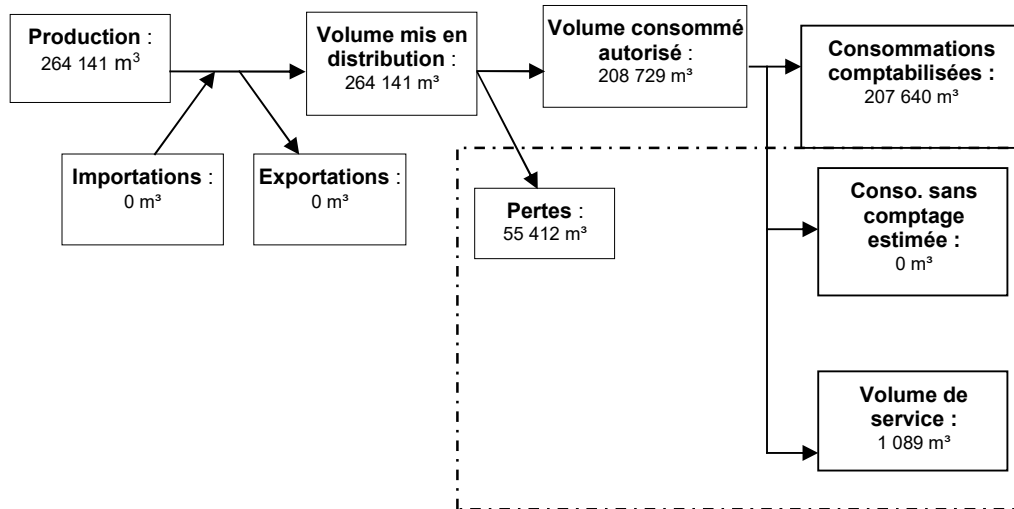 Production :
264 141 m³
Volume mis en
distribution :
264 141 m³
Volume consommé
autorisé :
208 729 m³
Consommations
comptabilisées :
207 640 m³
Importations :
0 m³
Exportations :
0 m³
Pertes :
55 412 m³
Conso. sans
comptage
estimée :
0 m³
Volume de
service :
1 089 m³